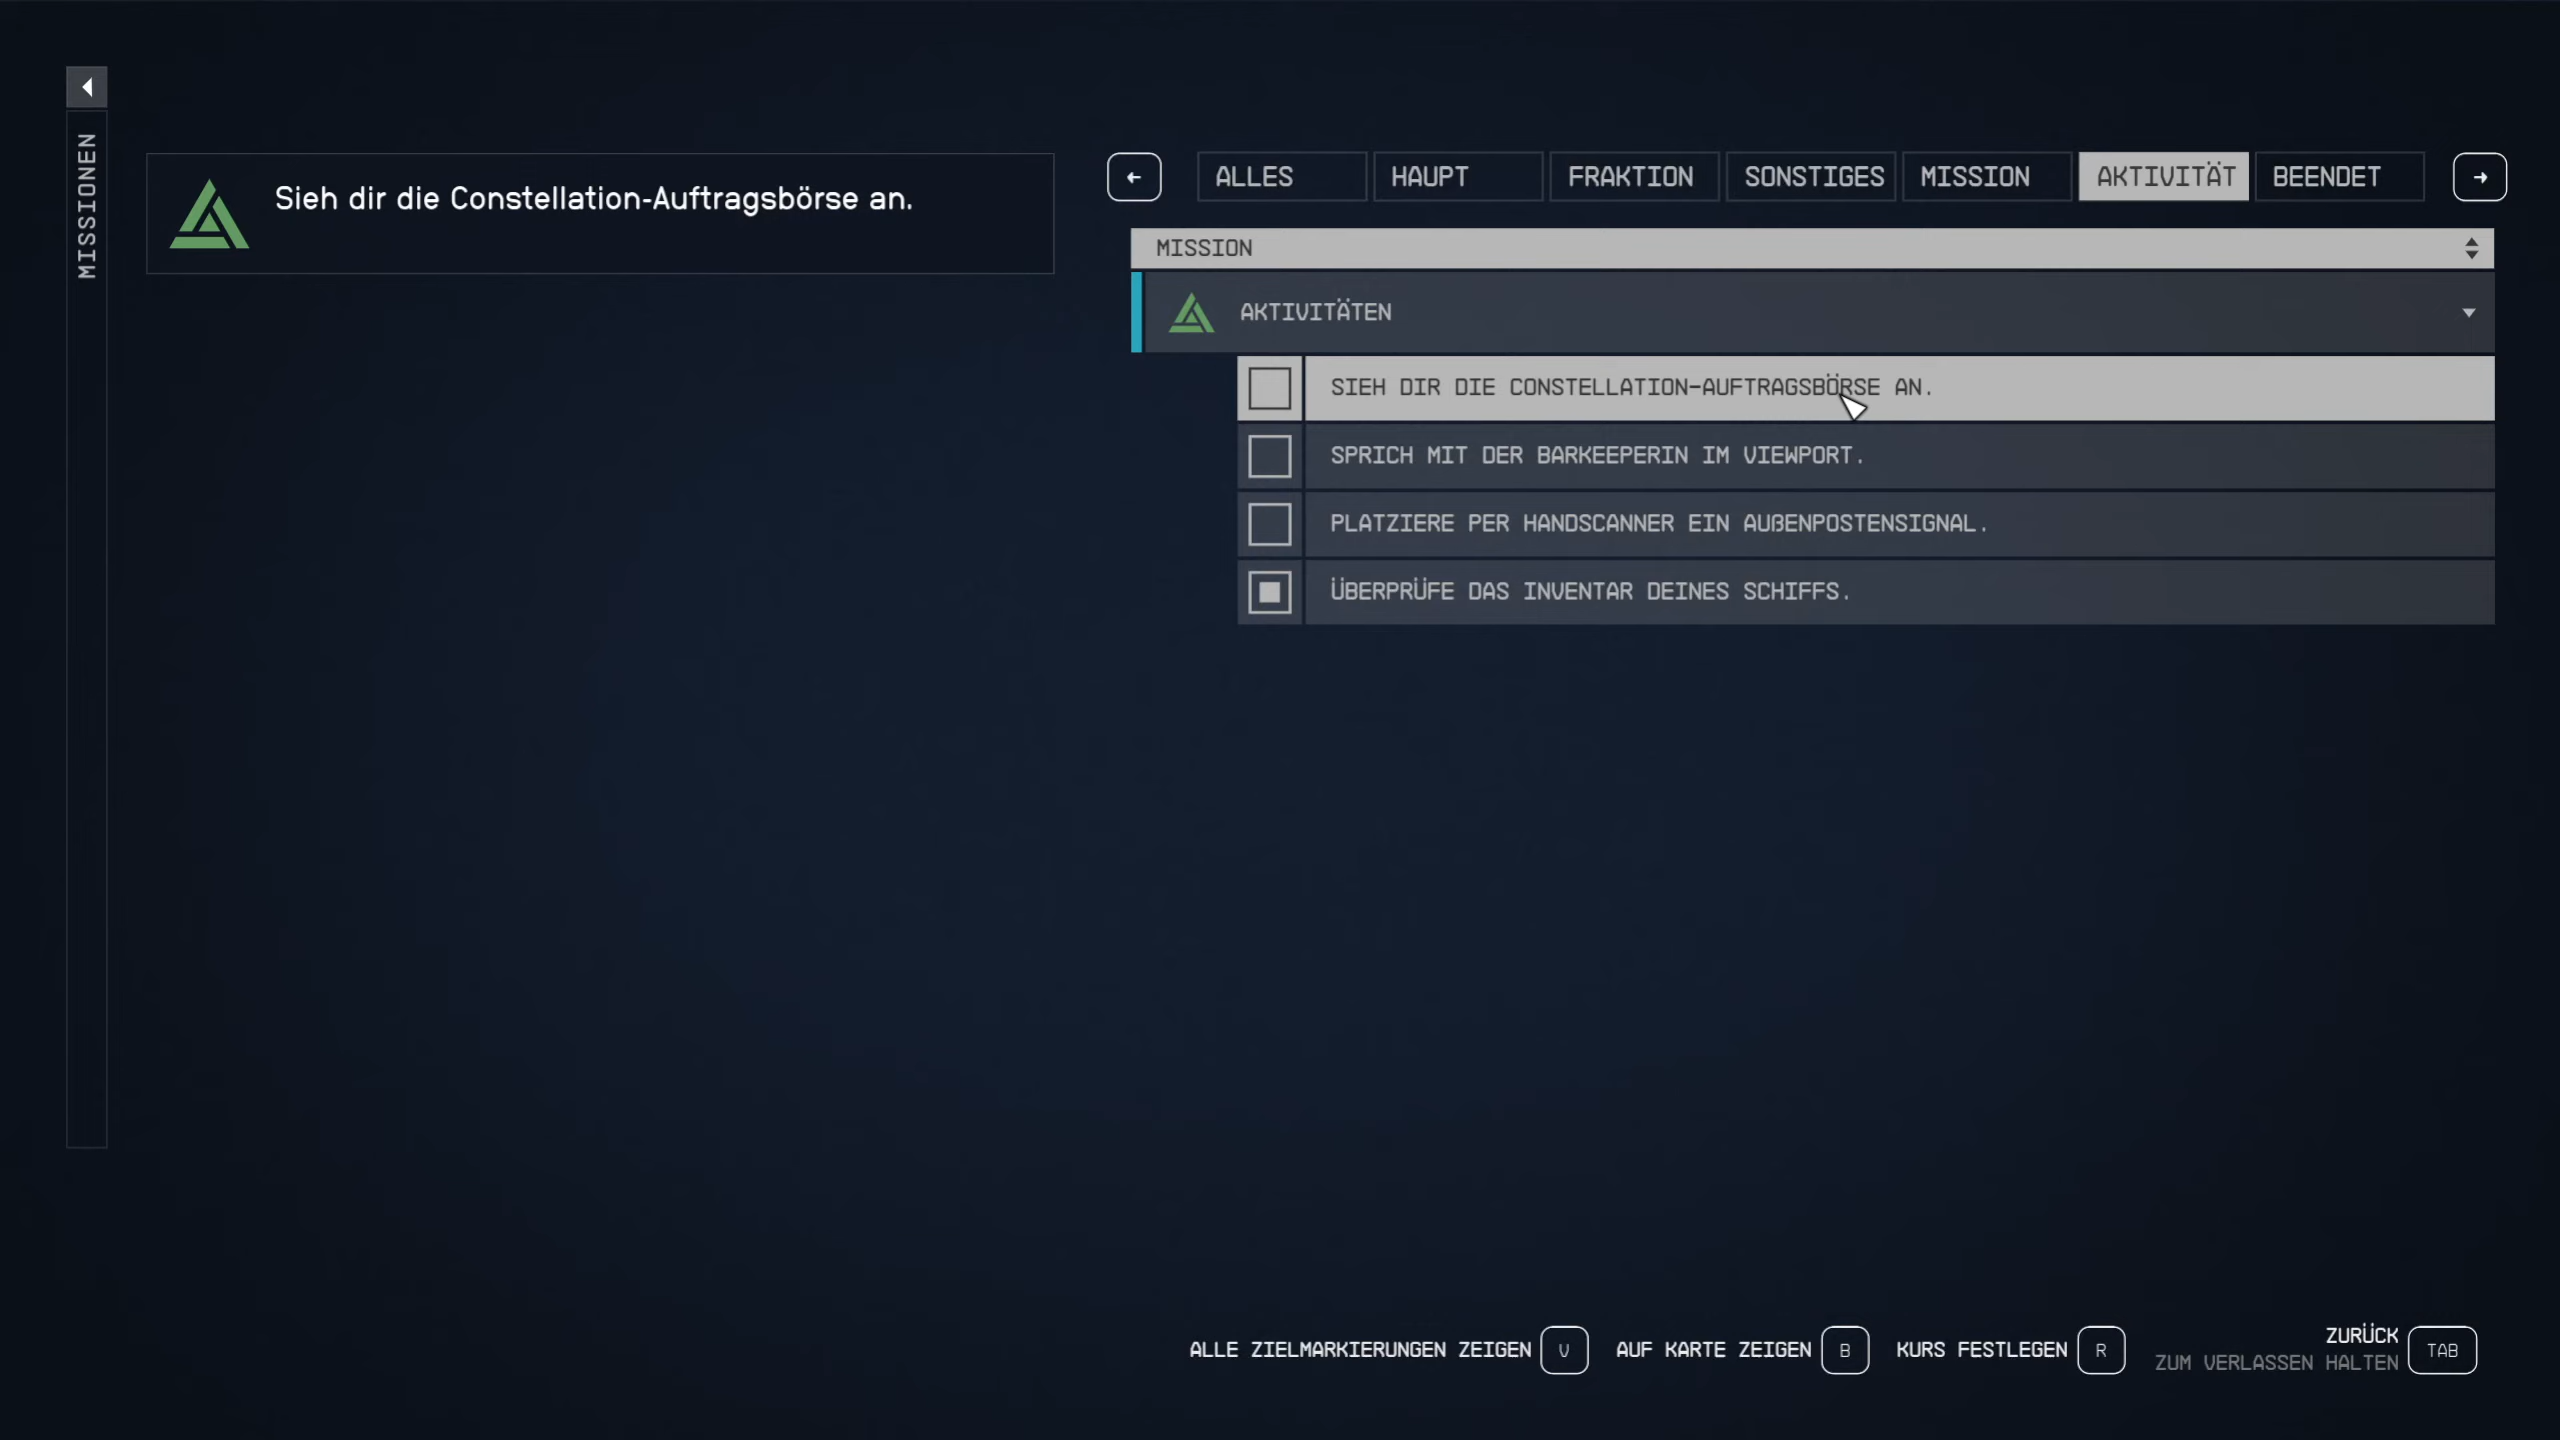 MISSIONEN
Sieh dir die Constellation-Auftragsbörse an.
ALLES HAUPT FRAKTION SONSTIGES MISSION AKTIVITÄT BEENDET
MISSION
AKTIVITÄTEN
SIEH DIR DIE CONSTELLATION-AUFTRAGSBÖRSE AN.
SPRICH MIT DER BARKEEPERIN IM VIEWPORT.
PLATZIERE PER HANDSCANNER EIN AUßENPOSTENSIGNAL.
ÜBERPRÜFE DAS INVENTAR DEINES SCHIFFS.
ALLE ZIELMARKIERUNGEN ZEIGEN V AUF KARTE ZEIGEN B KURS FESTLEGEN R ZURÜCK TAB
ZUM VERLASSEN HALTEN